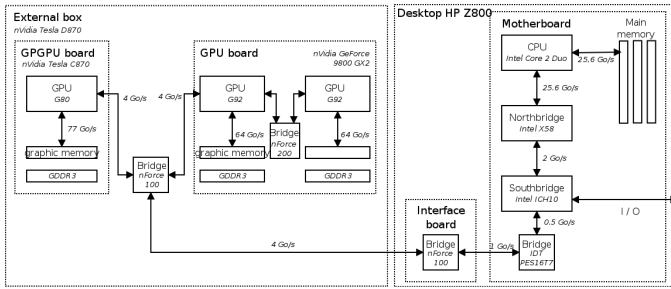 External box
nVidia Tesla D870
GPGPU board
nVidia Tesla C870
GPU
G80
77 Go/s
graphic memory
GDDR3
4 Go/s
Bridge
nForce
100
4 Go/s
GPU board
nVidia GeForce
9800 GX2
GPU
G92
64 Go/s
graphic memory
GDDR3
Bridge
nForce
200
GPU
G92
64 Go/s
GDDR3
4 Go/s
Desktop HP Z800
Motherboard
CPU
Intel Core 2 Duo
25.6 Go/s
Main
memory
25.6 Go/s
Northbridge
Intel X58
2 Go/s
Southbridge
Intel ICH10
I / O
0.5 Go/s
Interface
board
Bridge
nForce
100
1 Go/s
Bridge
IDT
PES16T7